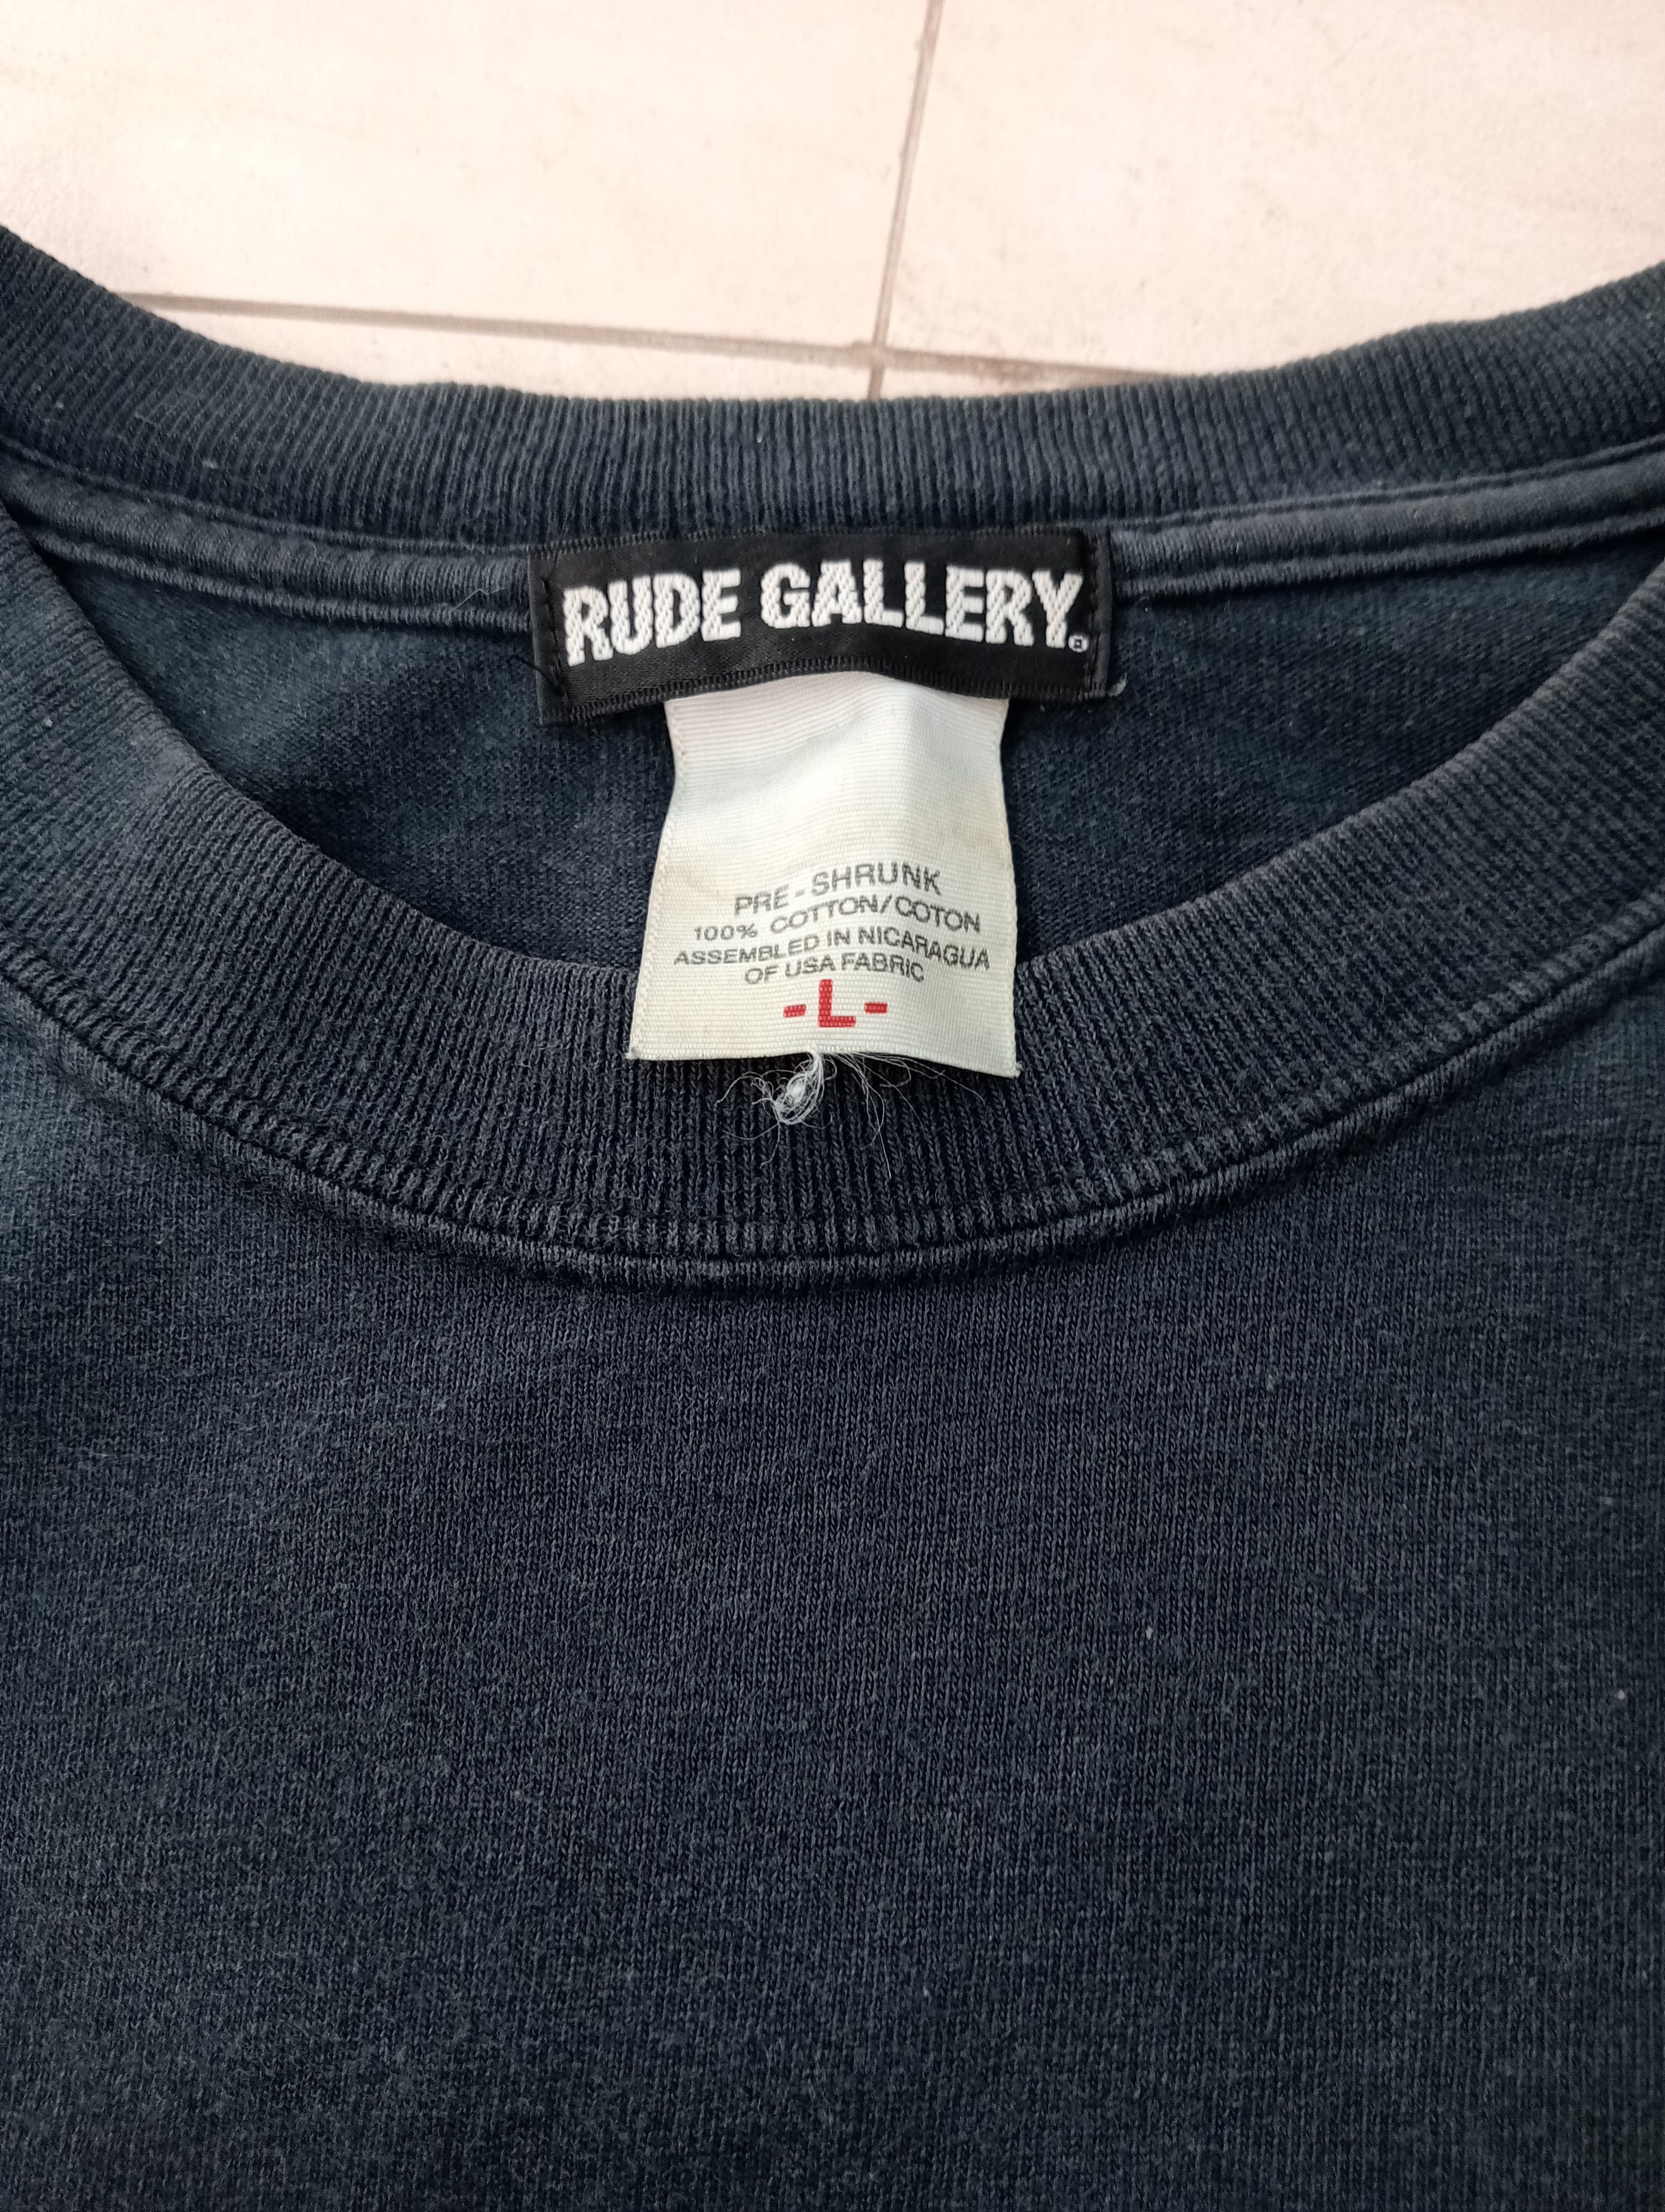 RUDE GALLERY®
PRE-SHRUNK
100% COTTON/COTON
ASSEMBLED IN NICARAGUA
OF USA FABRIC
-L-